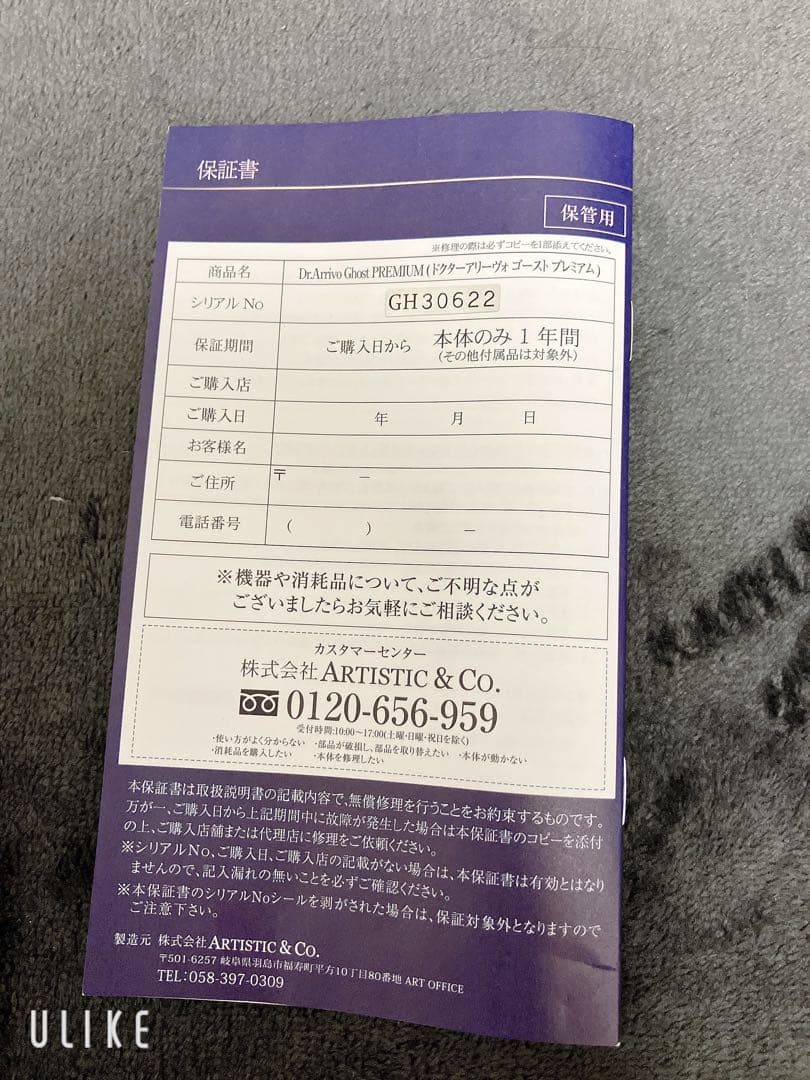 保証書
保管用
※修理の際は必ずコピーを1部添えてください。
商品名 Dr.Arrivo Ghost PREMIUM (ドクターアリーヴォ ゴースト プレミアム)
シリアル No GH30622
保証期間 ご購入日から 本体のみ 1 年間
(その他付属品は対象外)
ご購入店
ご購入日 年 月 日
お客様名
ご住所 〒 ー
電話番号 ( ) ー
※機器や消耗品について、ご不明な点が
ございましたらお気軽にご相談ください。
カスタマーセンター
株式会社 ARTISTIC & CO.
0120-656-959
受付時間:10:00〜17:00(土曜・日曜・祝日を除く)
・使い方がよく分からない ・部品が破損し、部品を取り替えたい ・本体が動かない
・消耗品を購入したい ・本体を修理したい
本保証書は取扱説明書の記載内容で、無償修理を行うことをお約束するものです。
万が一、ご購入日から上記期間中に故障が発生した場合は本保証書のコピーを添付
の上、ご購入店舗または代理店に修理をご依頼ください。
※シリアルNo、ご購入日、ご購入店の記載がない場合は、本保証書は有効とはなり
ませんので、記入漏れの無いことを必ずご確認ください。
※本保証書のシリアルNoシールを剥がされた場合は、保証対象外となりますので
ご注意下さい。
製造元 株式会社 ARTISTIC & CO.
〒501-6257 岐阜県羽島市福寿町平方10丁目80番地 ART OFFICE
TEL:058-397-0309
ULIKE